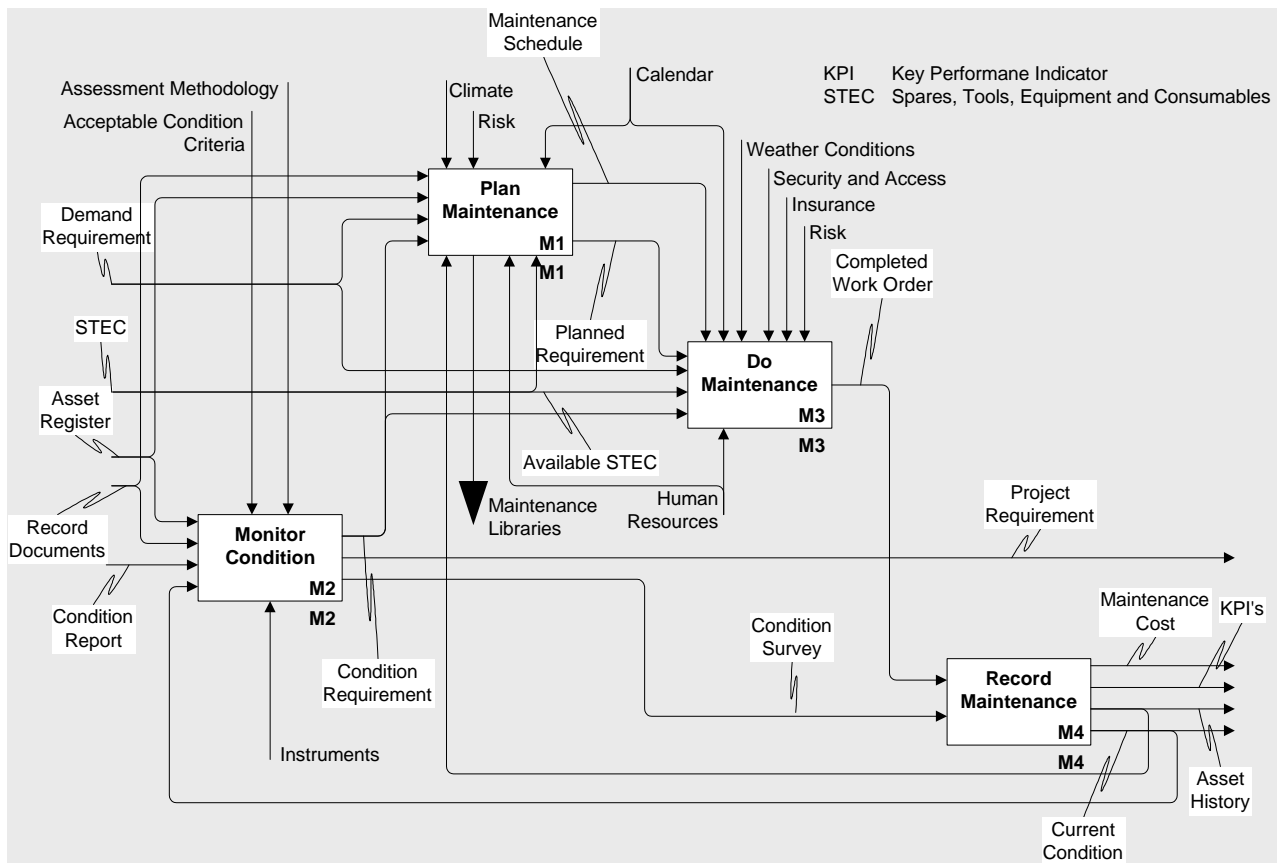 Maintenance
Schedule
Calendar
KPI Key Performane Indicator
STEC Spares, Tools, Equipment and Consumables
Assessment Methodology
Acceptable Condition
Criteria
Climate
Risk
Weather Conditions
Security and Access
Insurance
Risk
Plan
Maintenance
M1
M1
Demand
Requirement
Completed
Work Order
STEC
Planned
Requirement
Do
Maintenance
M3
M3
Asset
Register
Available STEC
Maintenance
Libraries
Human
Resources
Project
Requirement
Record
Documents
Monitor
Condition
M2
M2
Condition
Report
Condition
Requirement
Condition
Survey
Maintenance
Cost
KPI's
Record
Maintenance
M4
M4
Instruments
Asset
History
Current
Condition